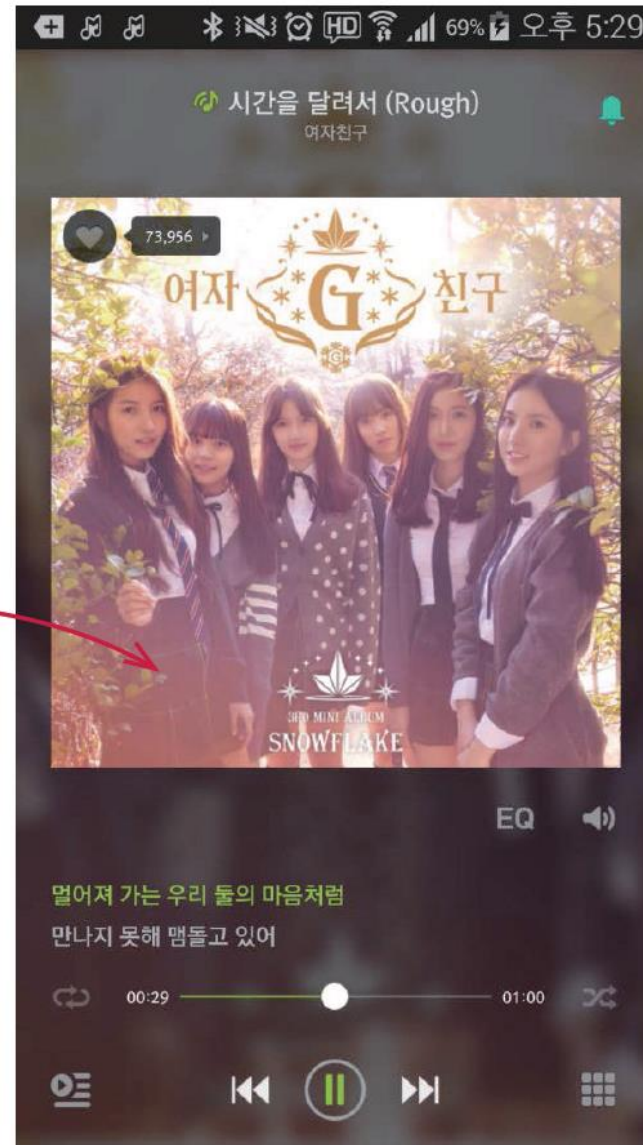 HD 69% 오후 5:29
시간을 달려서 (Rough)
여자친구
73,956
여자 G 친구
G
3RD MINI ALBUM
SNOWFLAKE
EQ
멀어져 가는 우리 둘의 마음처럼
만나지 못해 맴돌고 있어
00:29 01:00